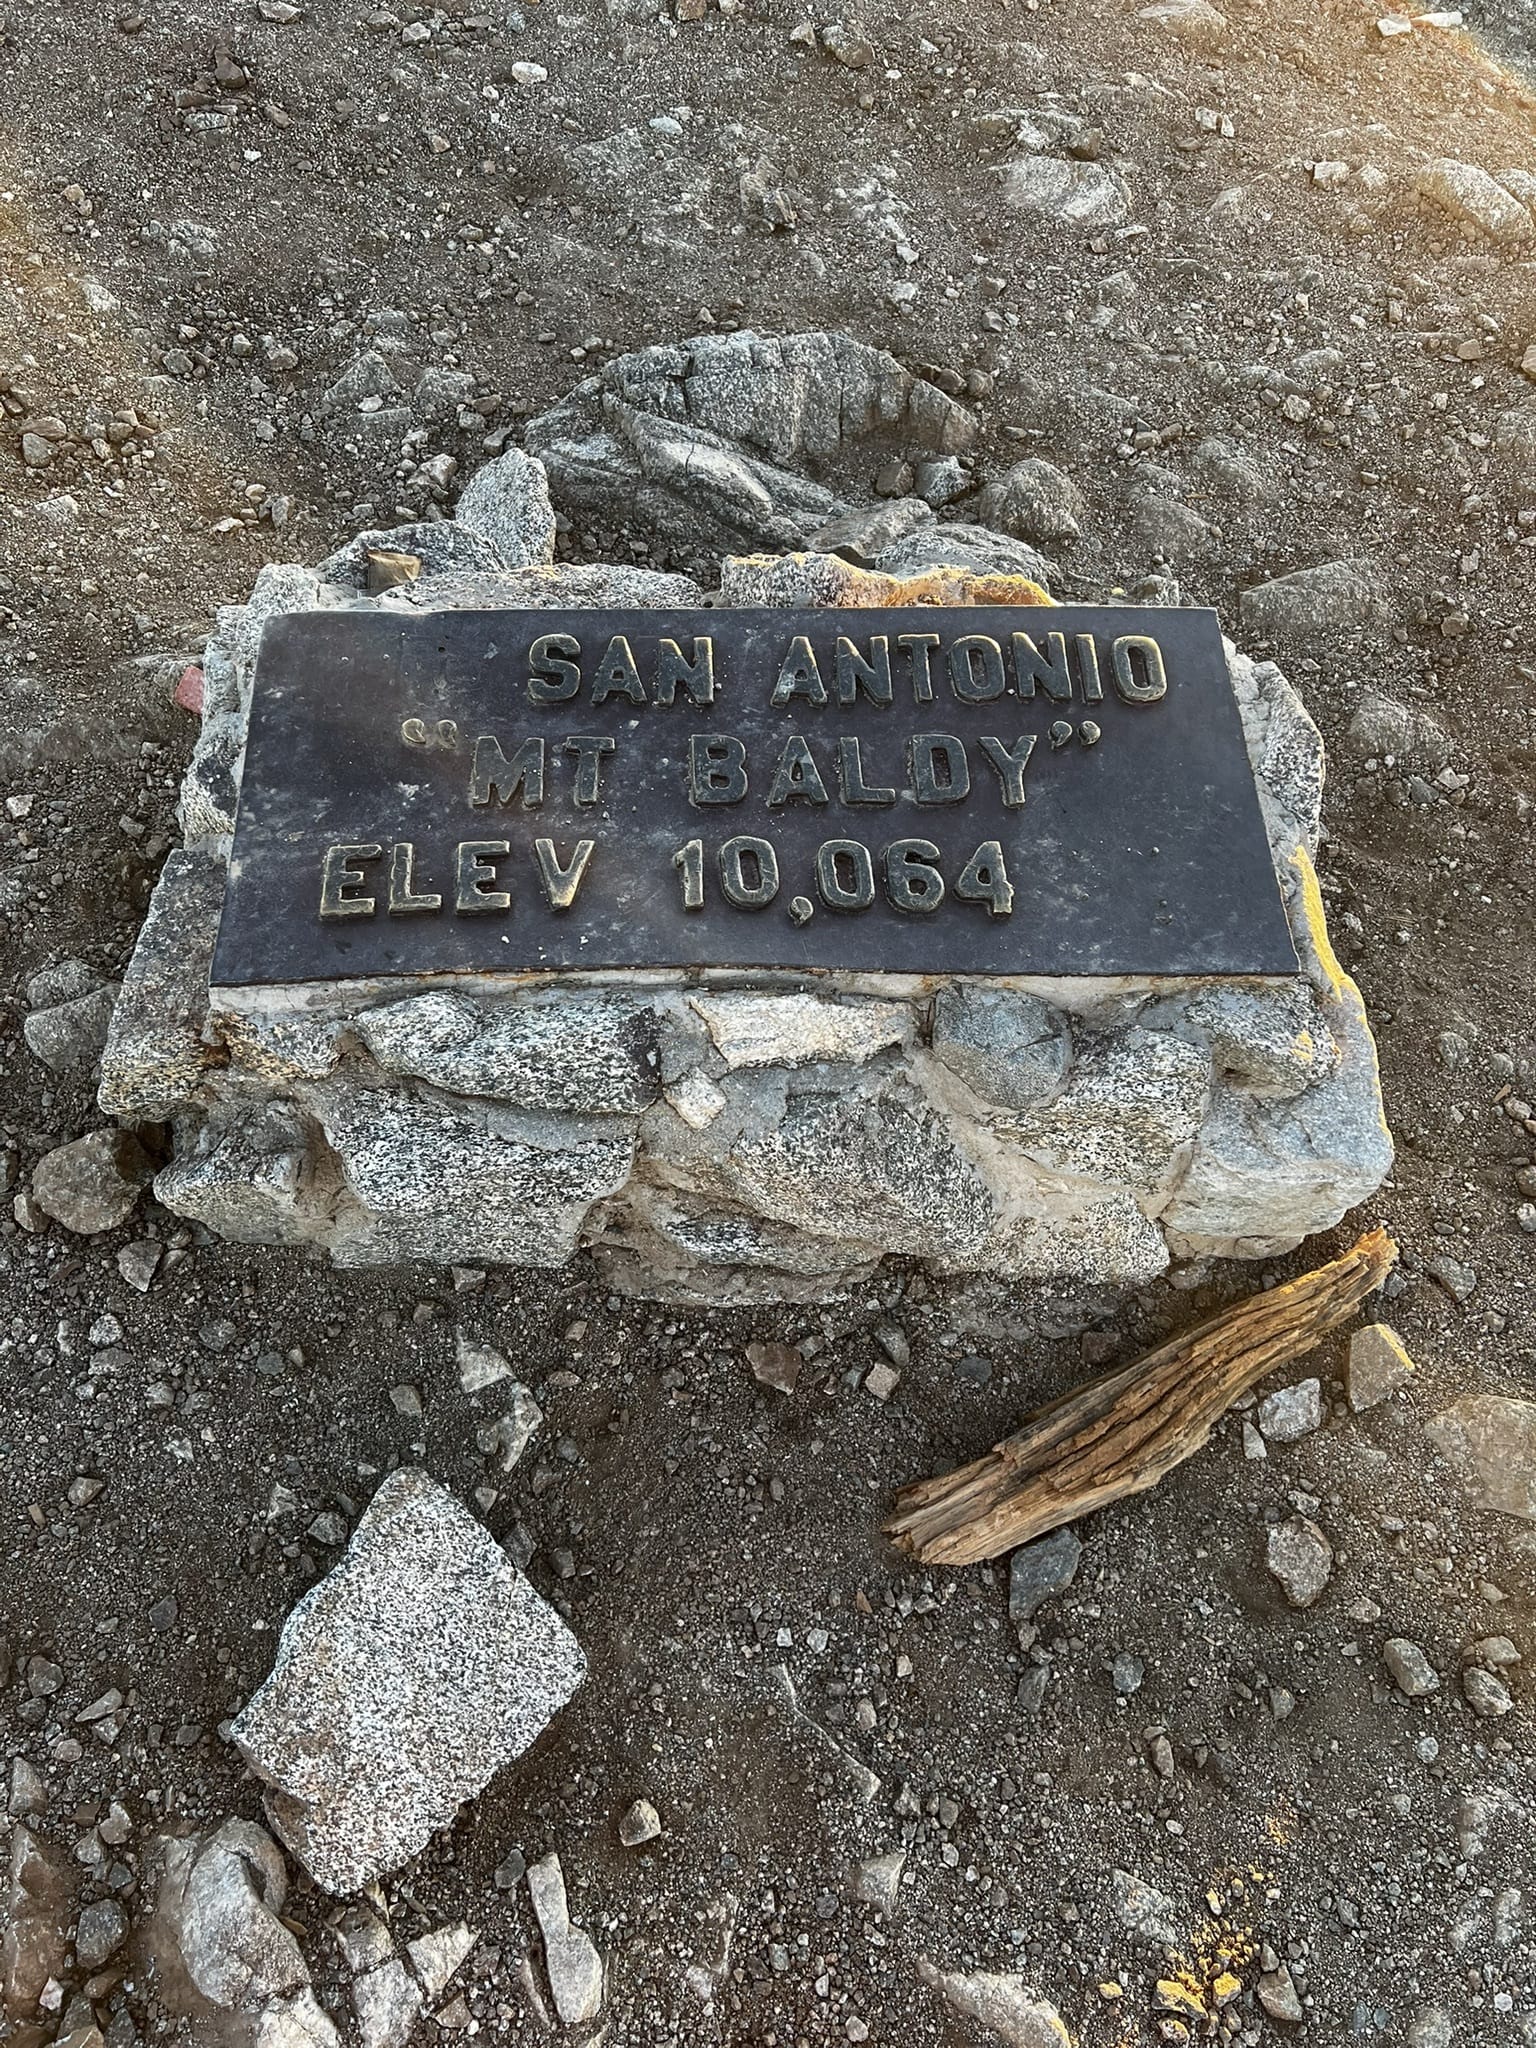 SAN ANTONIO
“MT BALDY”
ELEV 10,064